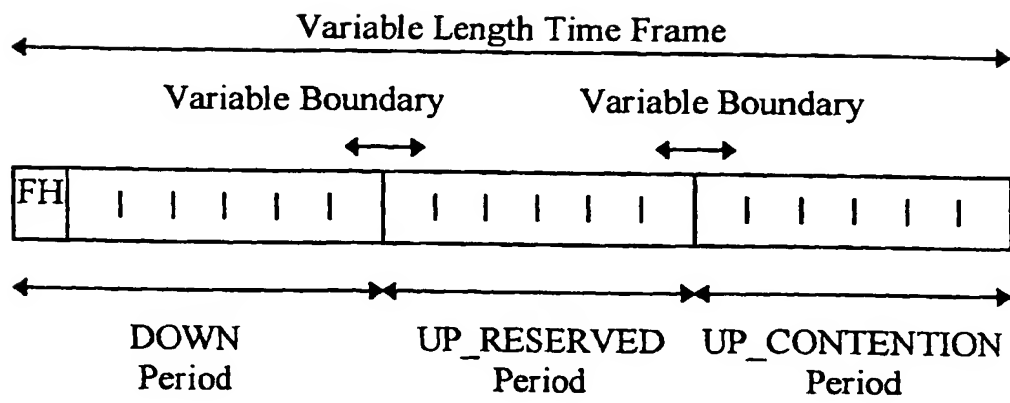 Variable Length Time Frame
Variable Boundary
Variable Boundary
FH
DOWN
Period
UP_RESERVED
Period
UP_CONTENTION
Period